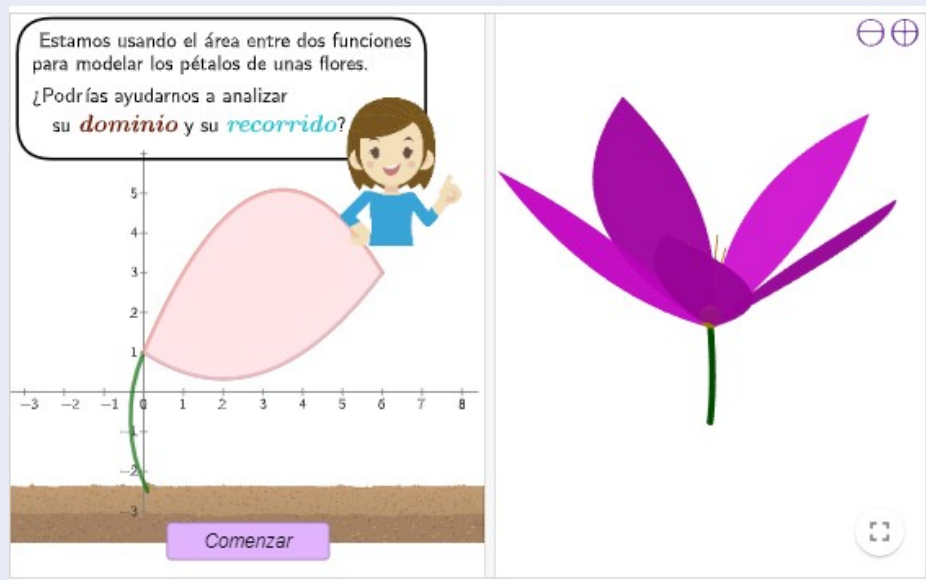 Estamos usando el área entre dos funciones
para modelar los pétalos de unas flores.
¿Podrías ayudarnos a analizar
su dominio y su recorrido?
5
4
3
2
1
-3 -2 -1 0 1 2 3 4 5 6 7 8
-1
-2
-3
Comenzar